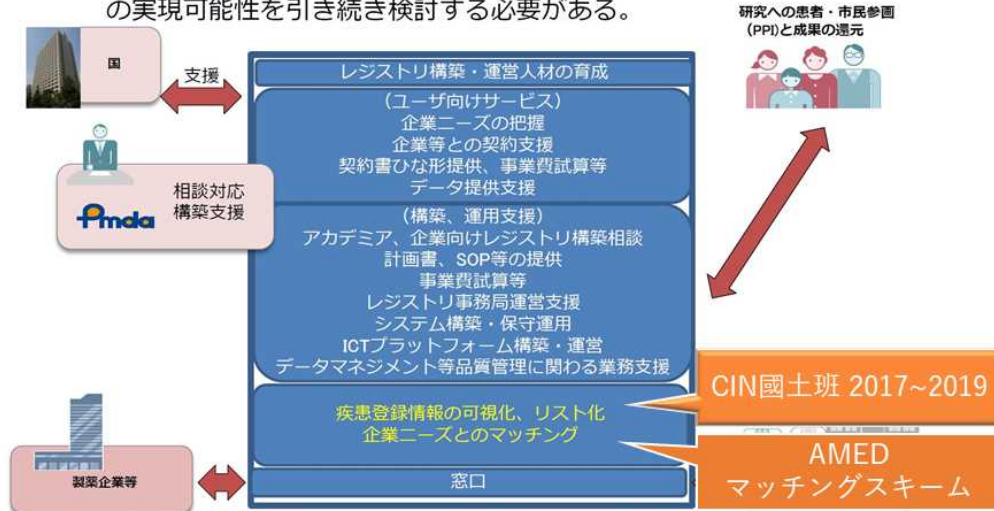 の実現可能性を引き続き検討する必要がある。
研究への患者・市民参画
(PPI)と成果の還元
国
支援
レジストリ構築・運営人材の育成
(ユーザ向けサービス)
企業ニーズの把握
企業等との契約支援
契約書ひな形提供、事業費試算等
データ提供支援
相談対応
構築支援
Pmda
(構築、運用支援)
アカデミア、企業向けレジストリ構築相談
計画書、SOP等の提供
事業費試算等
レジストリ事務局運営支援
システム構築・保守運用
ICTプラットフォーム構築・運営
データマネジメント等品質管理に関わる業務支援
CIN國土班 2017~2019
疾患登録情報の可視化、リスト化
企業ニーズとのマッチング
AMED
マッチングスキーム
製薬企業等
窓口